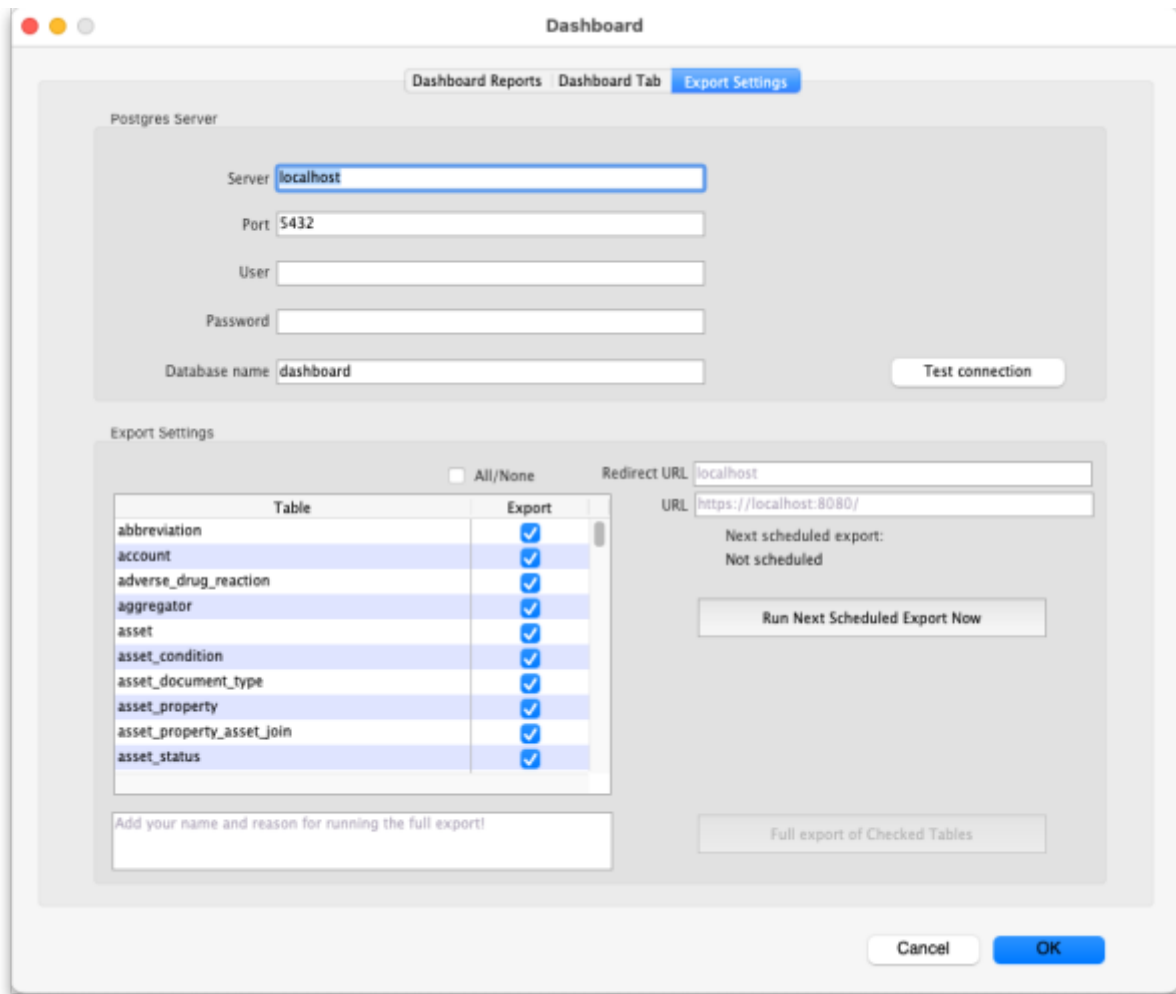 Dashboard
Dashboard Reports Dashboard Tab Export Settings
Postgres Server
Server localhost
Port 5432
User
Password
Database name dashboard
Test connection
Export Settings
All/None
Redirect URL localhost
URL https://localhost:8080/
Table Export
abbreviation
account
adverse_drug_reaction
aggregator
asset
asset_condition
asset_document_type
asset_property
asset_property_asset_join
asset_status
Next scheduled export:
Not scheduled
Run Next Scheduled Export Now
Add your name and reason for running the full export!
Full export of Checked Tables
Cancel OK